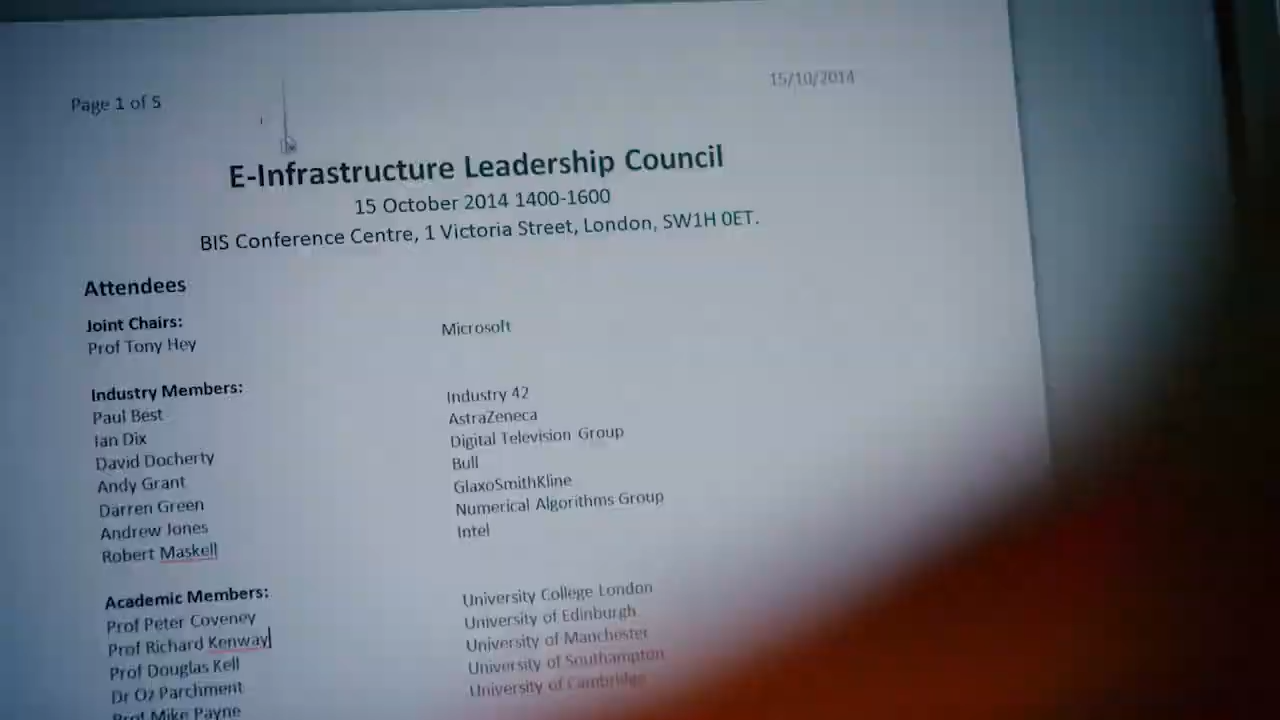 15/10/2014
Page 1 of 5
E-Infrastructure Leadership Council
15 October 2014 1400-1600
BIS Conference Centre, 1 Victoria Street, London, SW1H 0ET.
Attendees
Joint Chairs:
Prof Tony Hey Microsoft
Industry Members:
Paul Best Industry 42
Ian Dix AstraZeneca
David Docherty Digital Television Group
Andy Grant Bull
Darren Green GlaxoSmithKline
Andrew Jones Numerical Algorithms Group
Robert Maskell Intel
Academic Members:
Prof Peter Coveney University College London
Prof Richard Kenway University of Edinburgh
Prof Douglas Kell University of Manchester
Dr Oz Parchment University of Southampton
Prof Mike Payne University of Cambridge